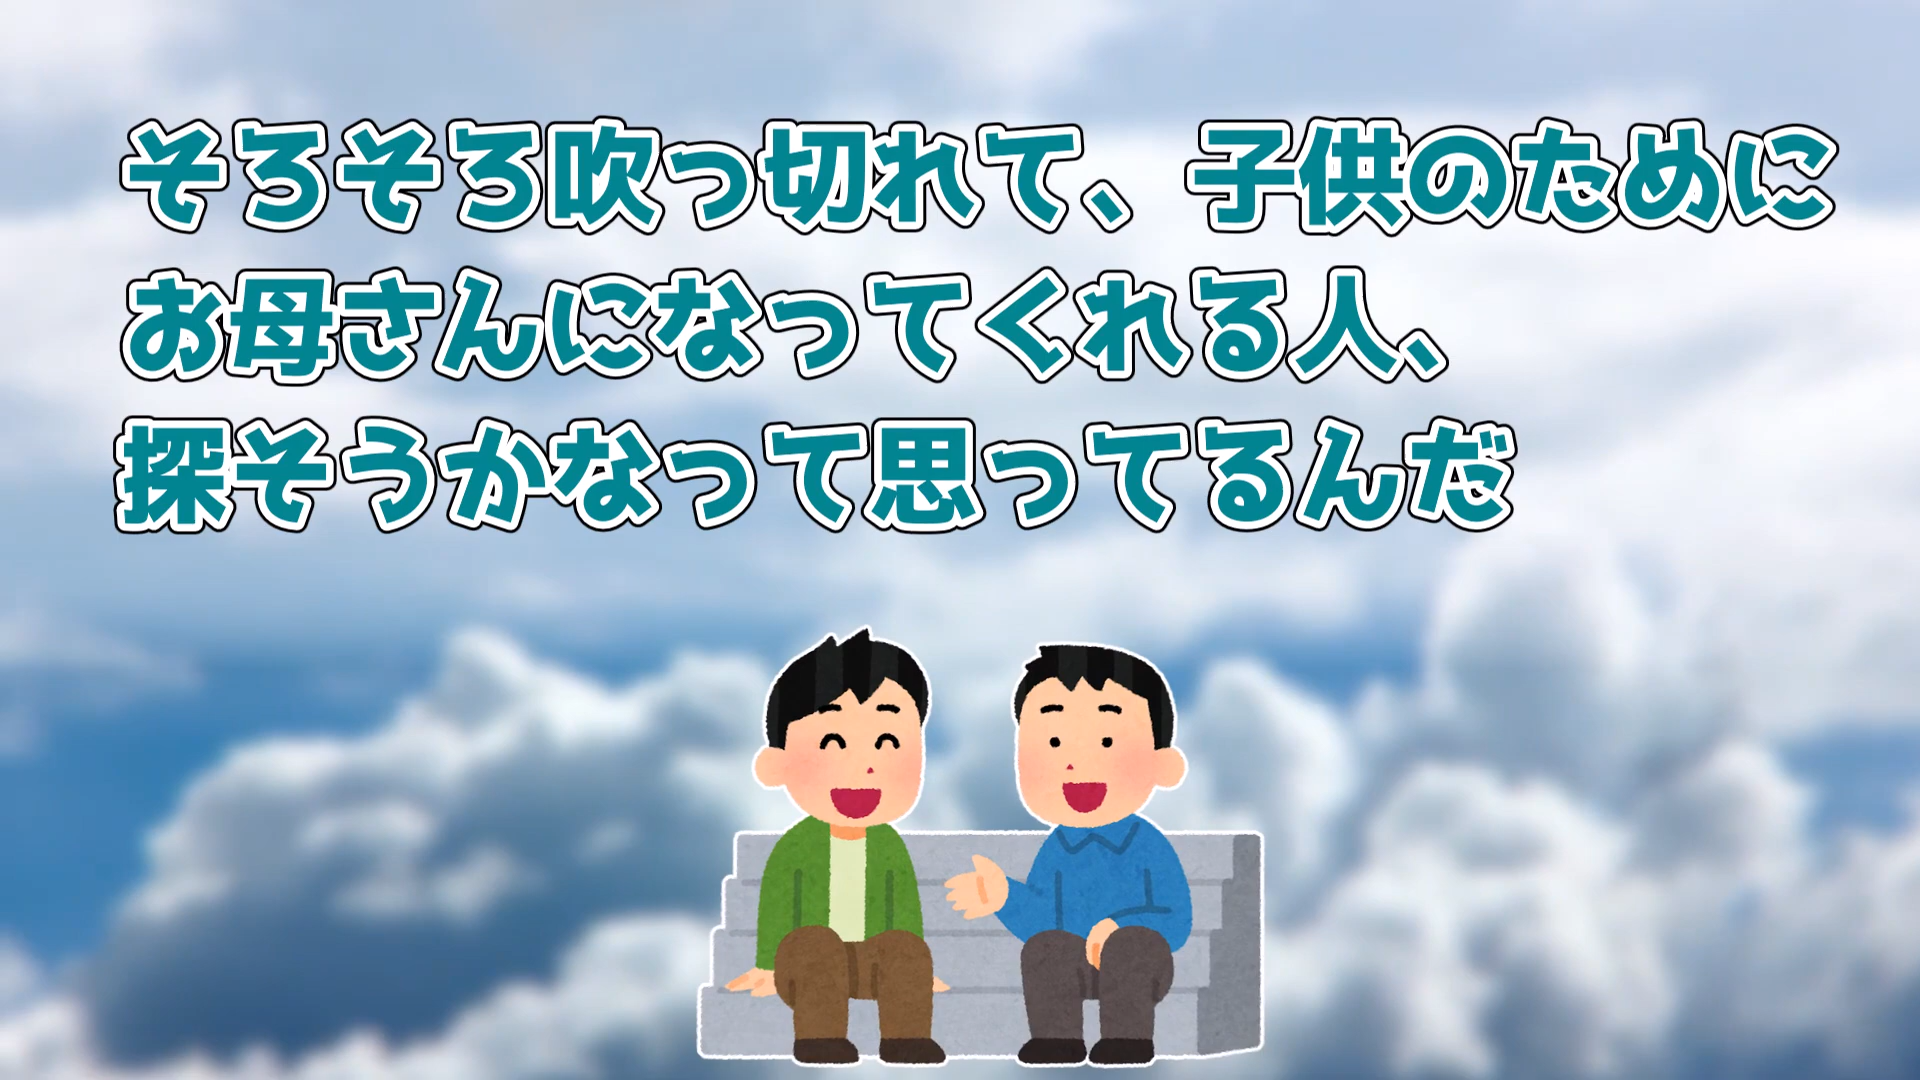 そろそろ吹っ切れて、子供のために
お母さんになってくれる人、
探そうかなって思ってるんだ